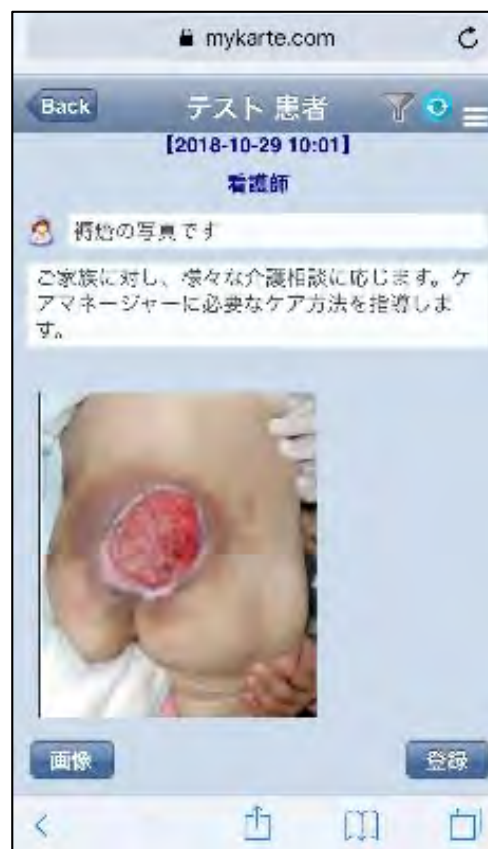 mykarte.com
Back
テスト 患者
【2018-10-29 10:01】
看護師
褥瘡の写真です
ご家族に対し、様々な介護相談に応じます。ケ
アマネージャーに必要なケア方法を指導しま
す。
画像
登録